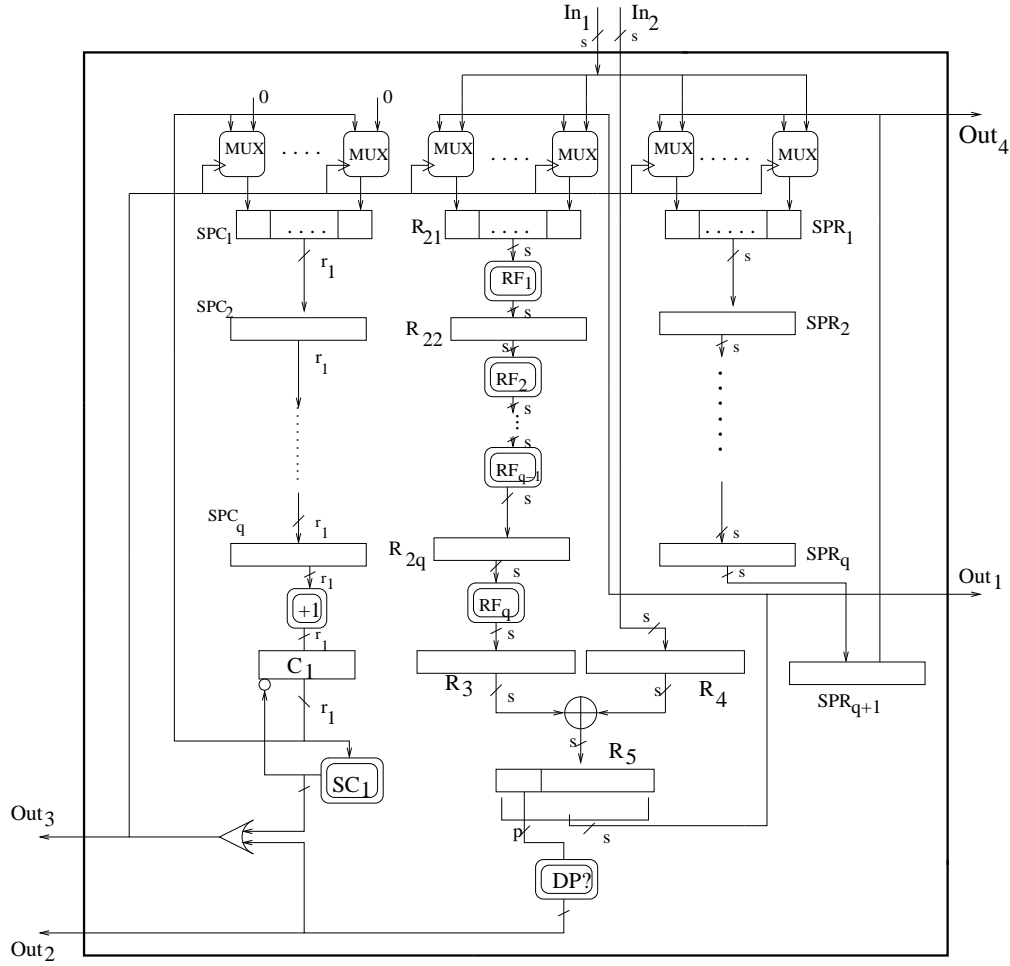 In1 In2
s s
0 0
MUX .... MUX MUX .... MUX MUX ..... MUX
Out4
SPC1 .... R21 .... ..... SPR1
r1 s s
RF1
s
SPC2 R22 SPR2
r1 s s
RF2
s
s
RFq-1
s
SPCq r1 R2q s SPRq
r1 s s
Out1
+1 RFq
r1 s s
C1 R3 R4 SPRq+1
r1 s s
s R5
SC1
Out3
p s
DP?
Out2